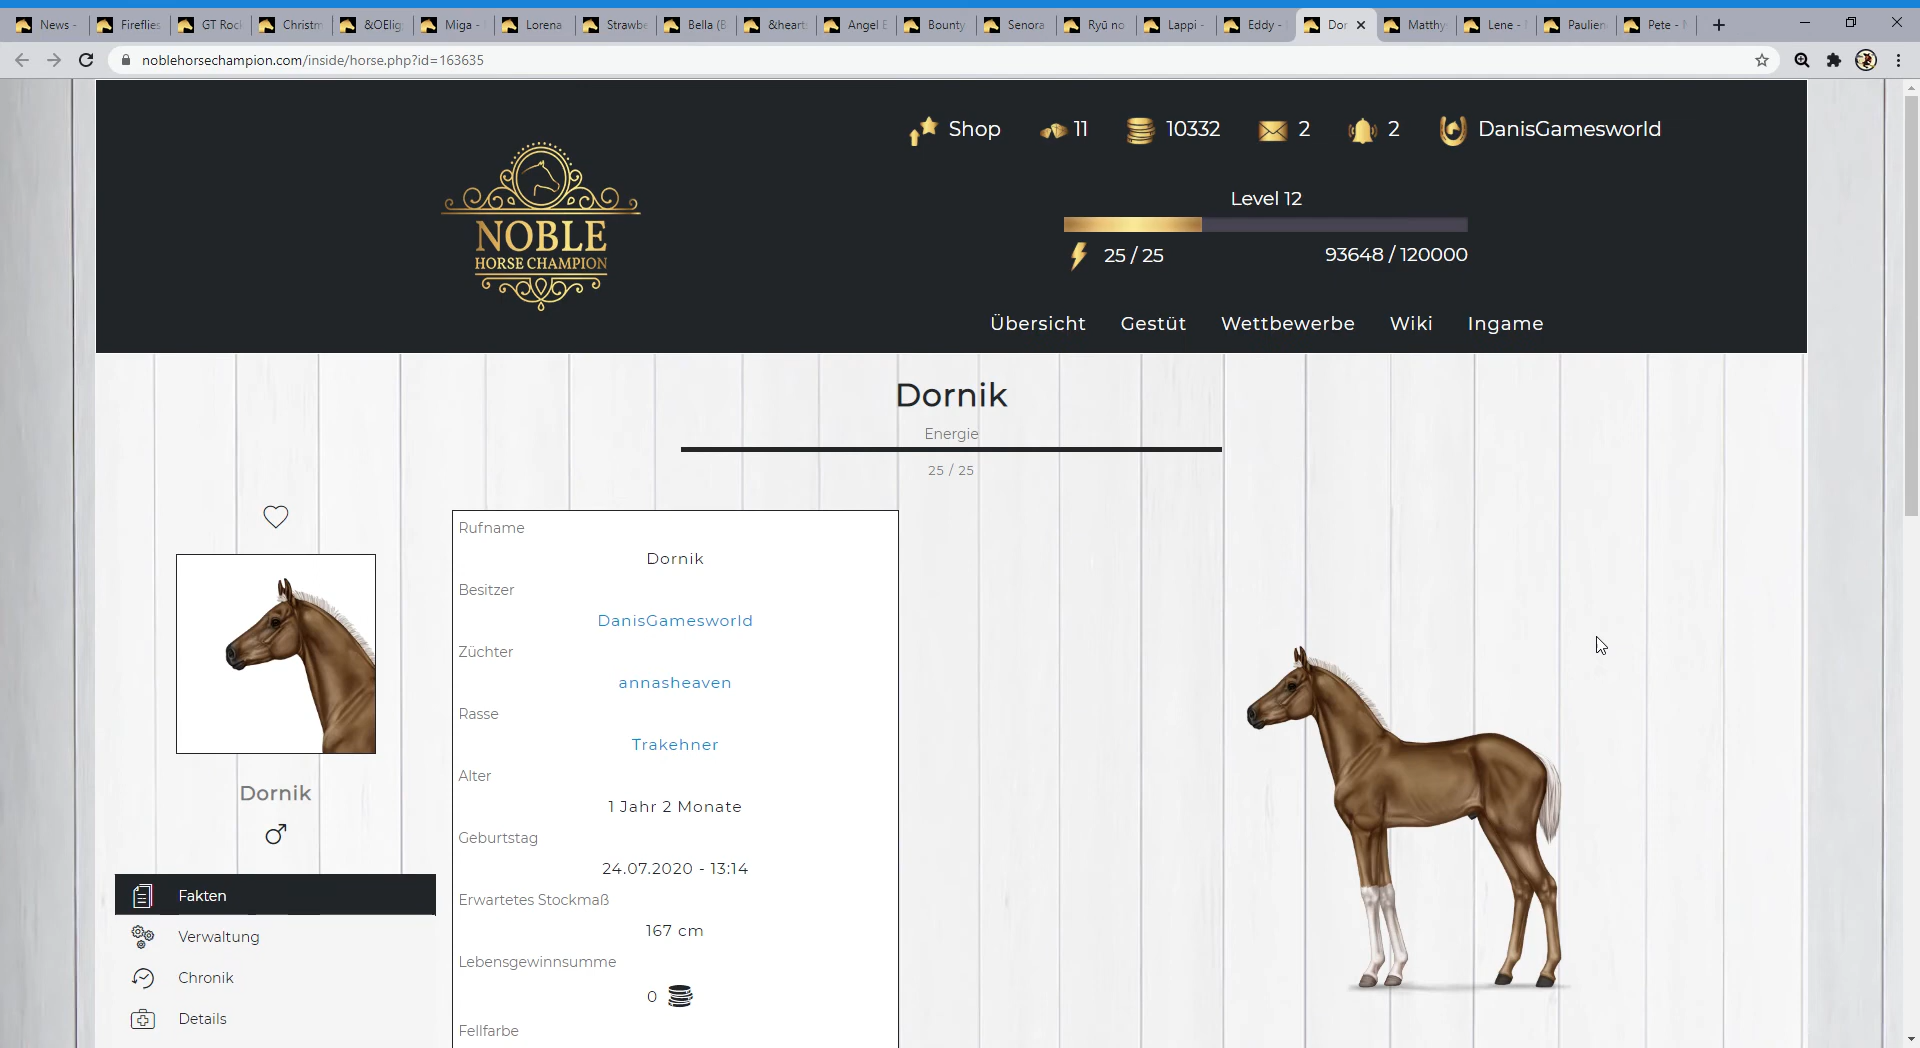 News -
Fireflies
GT Roc
Christm
&OElig;
Miga -
Lorena
Strawbe
Bella (B
&heart
Angel E
Bounty
Senora
Ryū no
Lappi -
Eddy -
Dor
Matthy
Lene -
Paulien
Pete -
noblehorsechampion.com/inside/horse.php?id=163635
Shop
11
10332
2
2
DanisGamesworld
NOBLE
HORSE CHAMPION
Level 12
25 / 25
93648 / 120000
Übersicht
Gestüt
Wettbewerbe
Wiki
Ingame
Dornik
Energie
25 / 25
Dornik
Fakten
Verwaltung
Chronik
Details
Rufname
Dornik
Besitzer
DanisGamesworld
Züchter
annasheaven
Rasse
Trakehner
Alter
1 Jahr 2 Monate
Geburtstag
24.07.2020 - 13:14
Erwartetes Stockmaß
167 cm
Lebensgewinnsumme
0
Fellfarbe